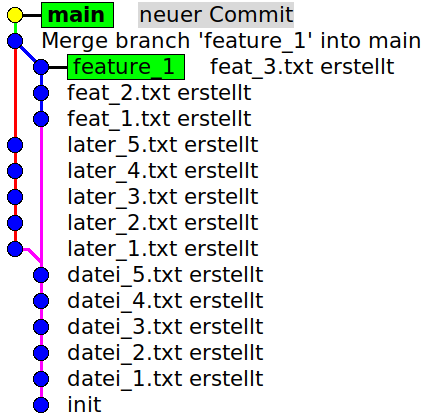 main neuer Commit
Merge branch 'feature_1' into main
feature_1 feat_3.txt erstellt
feat_2.txt erstellt
feat_1.txt erstellt
later_5.txt erstellt
later_4.txt erstellt
later_3.txt erstellt
later_2.txt erstellt
later_1.txt erstellt
datei_5.txt erstellt
datei_4.txt erstellt
datei_3.txt erstellt
datei_2.txt erstellt
datei_1.txt erstellt
init